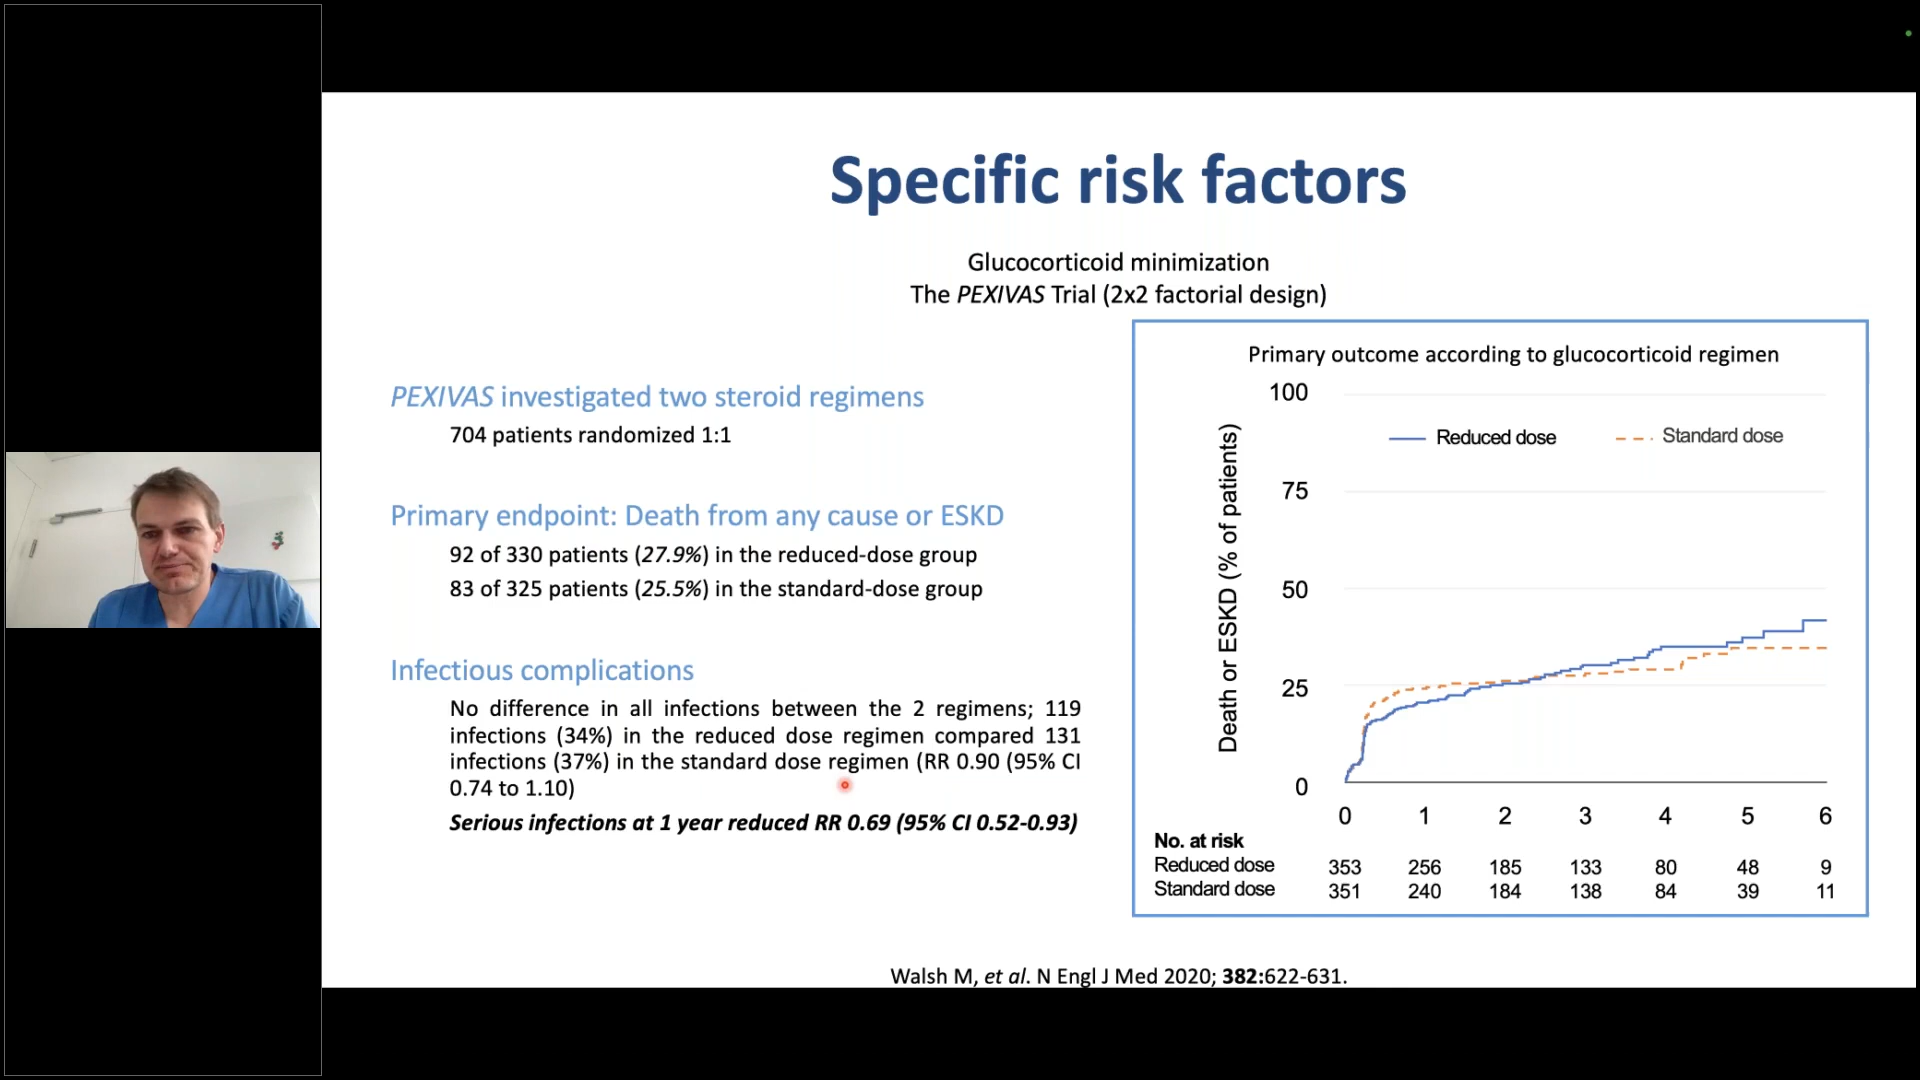 Specific risk factors
Glucocorticoid minimization
The PEXIVAS Trial (2x2 factorial design)
PEXIVAS investigated two steroid regimens
704 patients randomized 1:1
Primary endpoint: Death from any cause or ESKD
92 of 330 patients (27.9%) in the reduced-dose group
83 of 325 patients (25.5%) in the standard-dose group
Infectious complications
No difference in all infections between the 2 regimens; 119
infections (34%) in the reduced dose regimen compared 131
infections (37%) in the standard dose regimen (RR 0.90 (95% CI
0.74 to 1.10)
Serious infections at 1 year reduced RR 0.69 (95% CI 0.52-0.93)
Primary outcome according to glucocorticoid regimen
Death or ESKD (% of patients)
100
75
50
25
0
Reduced dose
Standard dose
0 1 2 3 4 5 6
No. at risk
Reduced dose 353 256 185 133 80 48 9
Standard dose 351 240 184 138 84 39 11
Walsh M, et al. N Engl J Med 2020; 382:622-631.